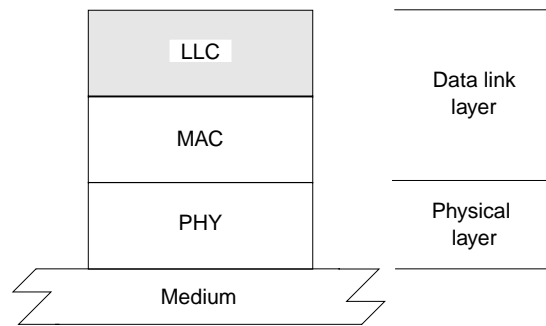 LLC
Data link
layer
MAC
Physical
layer
PHY
Medium